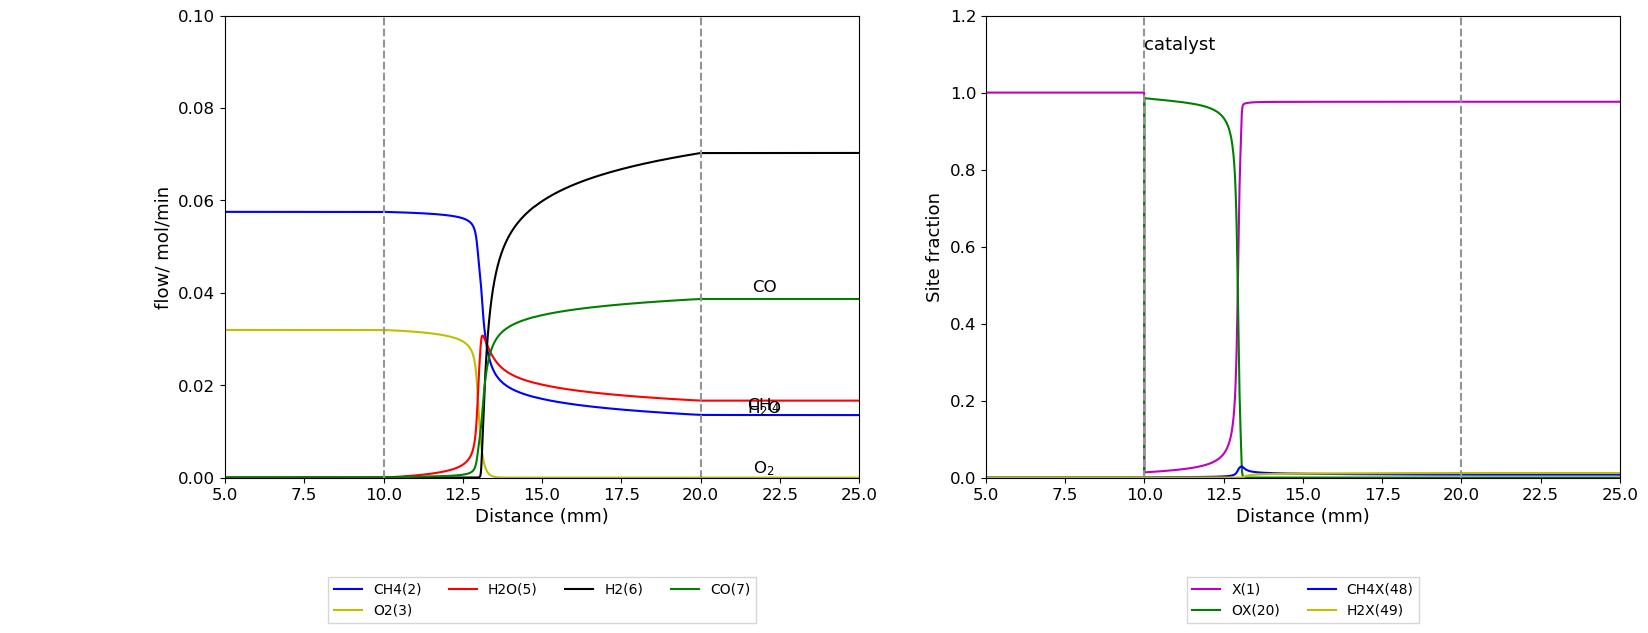 0.10
0.08
0.06
0.04
0.02
0.00
flow/ mol/min
CO
CH4
H2O
O2
5.0 7.5 10.0 12.5 15.0 17.5 20.0 22.5 25.0
Distance (mm)
CH4(2) H2O(5) H2(6) CO(7)
O2(3)
1.2
1.0
0.8
0.6
0.4
0.2
0.0
Site fraction
catalyst
5.0 7.5 10.0 12.5 15.0 17.5 20.0 22.5 25.0
Distance (mm)
X(1) CH4X(48)
OX(20) H2X(49)